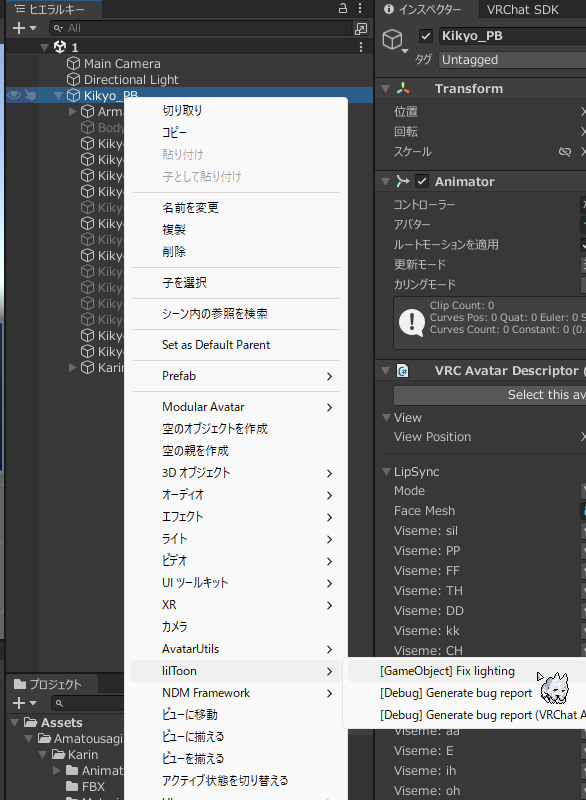 ヒエラルキー
All
1
Main Camera
Directional Light
Kikyo_PB
Arma
Body
Kikyo
Kikyo
Kikyo
Kikyo
Kikyo
Kikyo
Kikyo
Kikyo
Kikyo
Kikyo
Kikyo
Kikyo
Kikyo
Kikyo
Karin
切り取り
コピー
貼り付け
子として貼り付け
名前を変更
複製
削除
子を選択
シーン内の参照を検索
Set as Default Parent
Prefab
Modular Avatar
空のオブジェクトを作成
空の親を作成
3D オブジェクト
オーディオ
エフェクト
ライト
ビデオ
UI ツールキット
XR
カメラ
AvatarUtils
lilToon
NDM Framework
ビューに移動
ビューに揃える
ビューを揃える
アクティブ状態を切り替える
[GameObject] Fix lighting
[Debug] Generate bug report
[Debug] Generate bug report (VRChat A
プロジェクト
Assets
Amatousagi
Karin
Animat
FBX
インスペクター VRChat SDK
Kikyo_PB
タグ Untagged
Transform
位置 X
回転 X
スケール X
Animator
コントローラー
アバター
ルートモーションを適用
更新モード
カリングモード
Clip Count: 0
Curves Pos: 0 Quat: 0 Euler: 0 S
Curves Count: 0 Constant: 0 (0.
VRC Avatar Descriptor (
Select this av
View
View Position X
LipSync
Mode
Face Mesh
Viseme: sil
Viseme: PP
Viseme: FF
Viseme: TH
Viseme: DD
Viseme: kk
Viseme: CH
Viseme: aa
Viseme: E
Viseme: ih
Viseme: oh